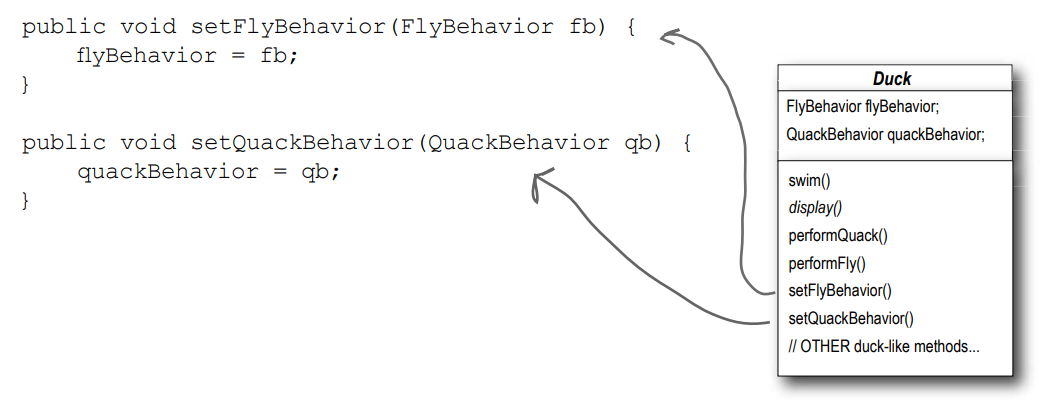 public void setFlyBehavior(FlyBehavior fb) {
flyBehavior = fb;
}
public void setQuackBehavior(QuackBehavior qb) {
quackBehavior = qb;
}
Duck
FlyBehavior flyBehavior;
QuackBehavior quackBehavior;
swim()
display()
performQuack()
performFly()
setFlyBehavior()
setQuackBehavior()
// OTHER duck-like methods...